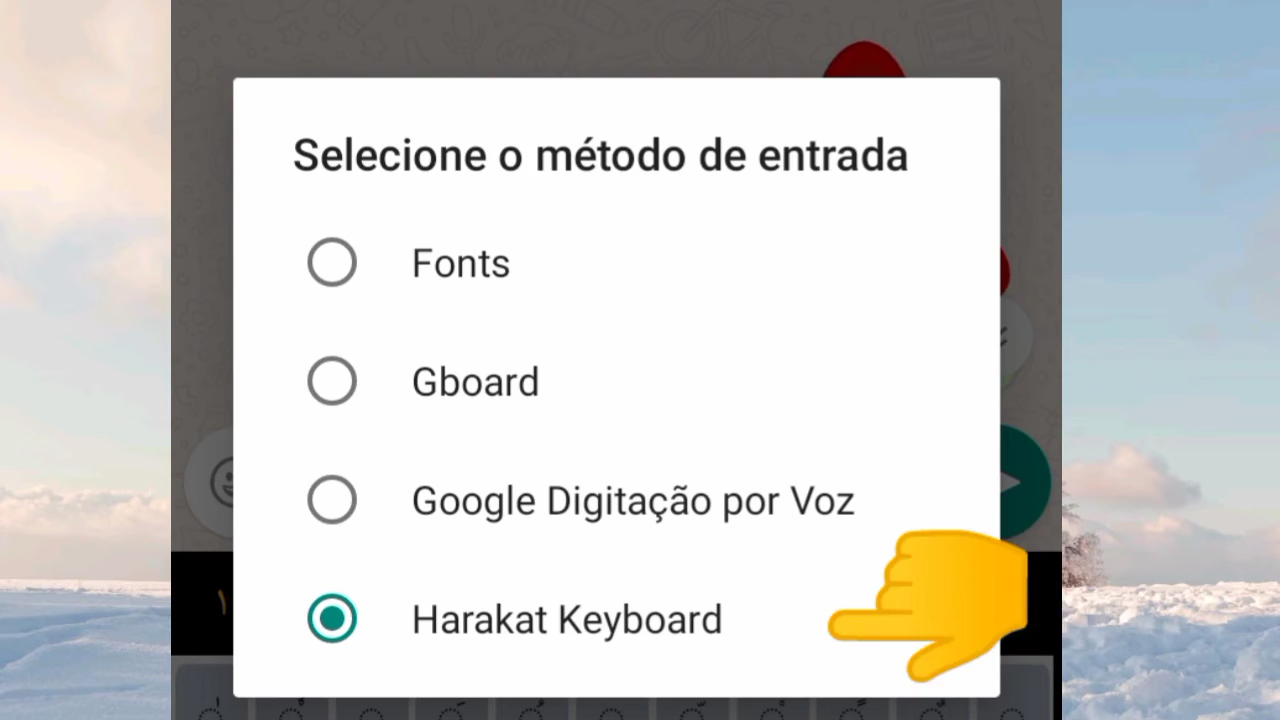 Selecione o método de entrada
Fonts
Gboard
Google Digitação por Voz
Harakat Keyboard